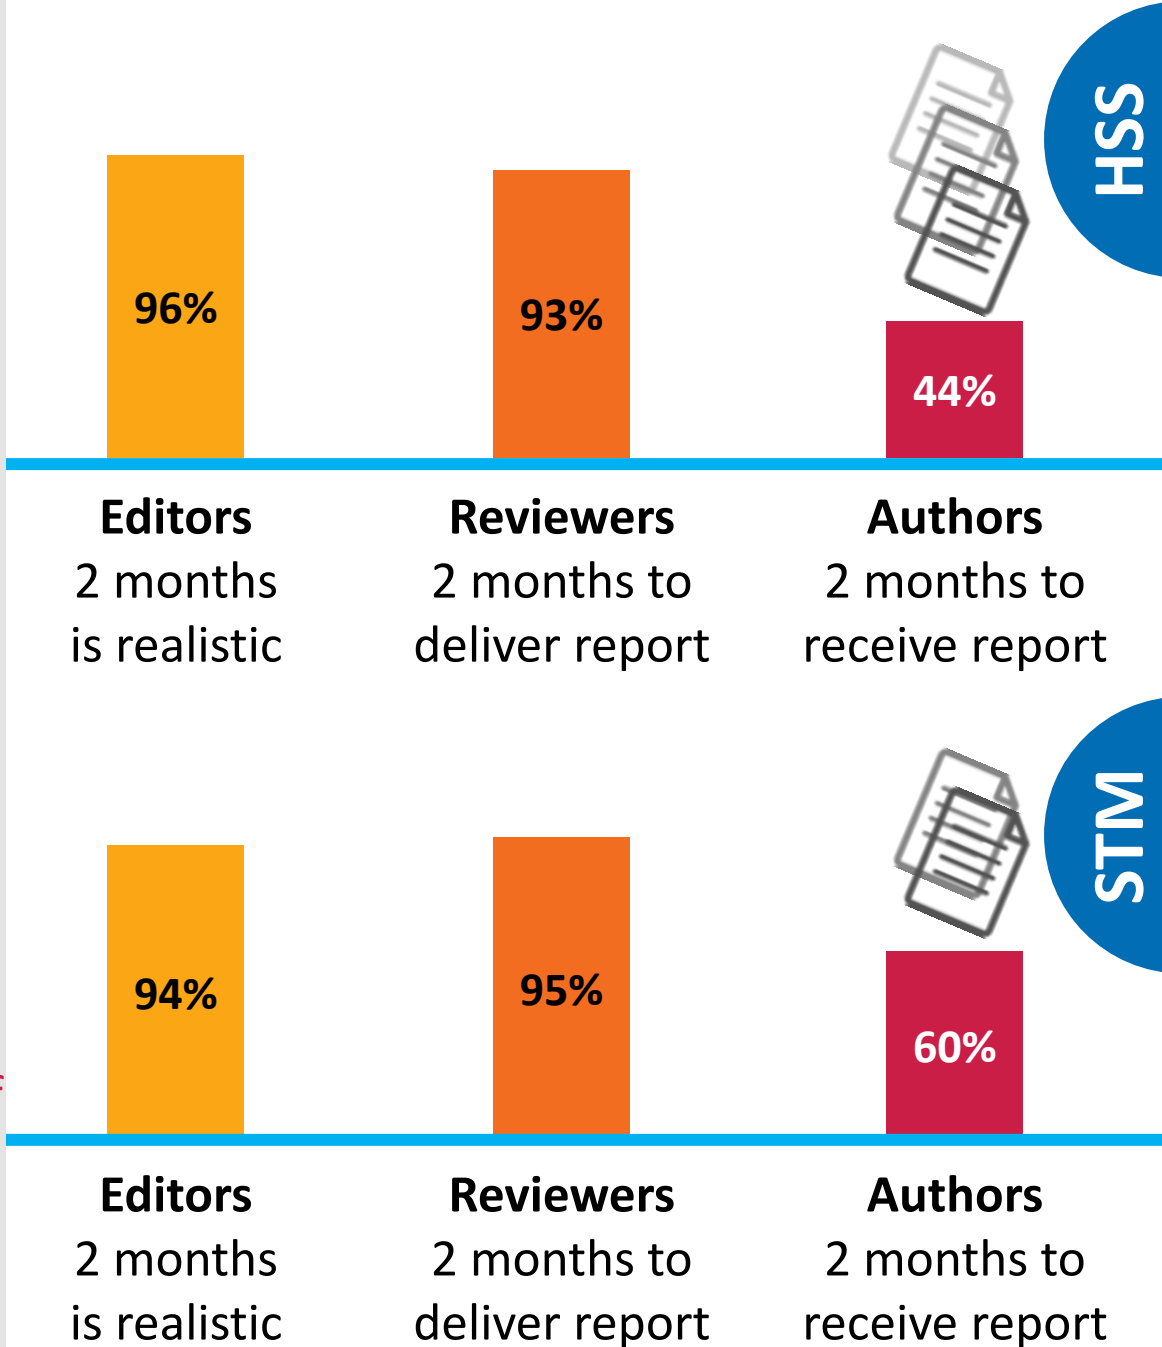 HSS
96%
93%
44%
Editors
2 months
is realistic
Reviewers
2 months to
deliver report
Authors
2 months to
receive report
STM
94%
95%
60%
Editors
2 months
is realistic
Reviewers
2 months to
deliver report
Authors
2 months to
receive report